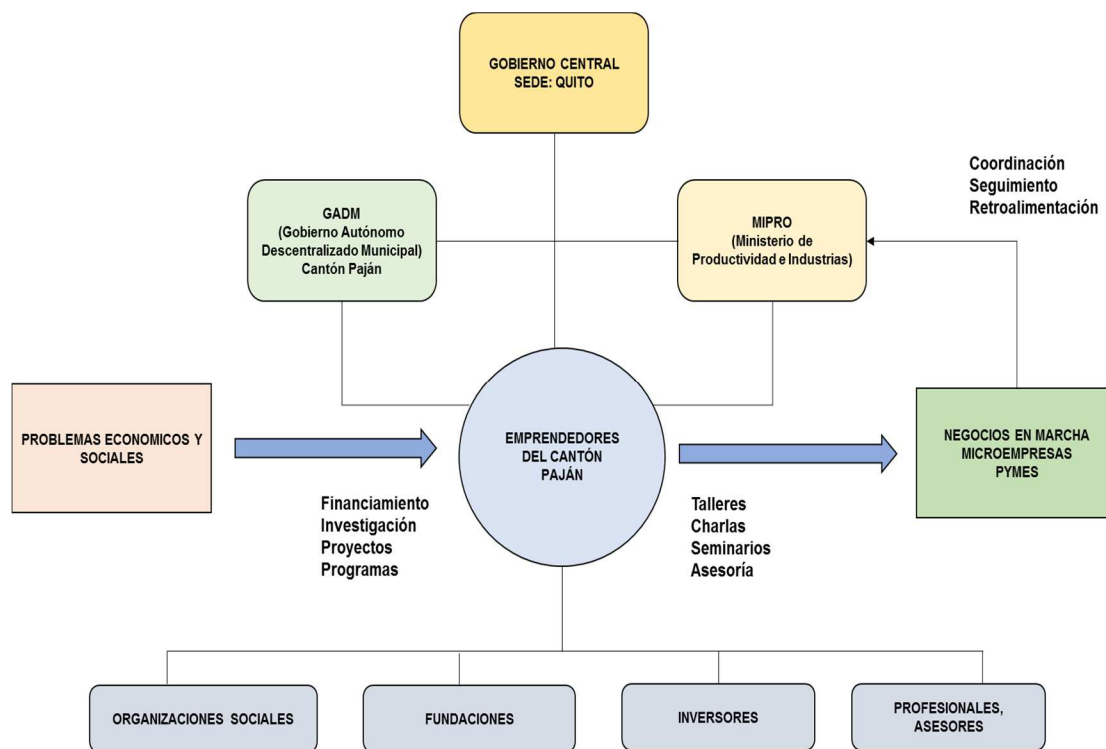 GOBIERNO CENTRAL
SEDE: QUITO
GADM
(Gobierno Autónomo
Descentralizado Municipal)
Cantón Paján
MIPRO
(Ministerio de
Productividad e Industrias)
Coordinación
Seguimiento
Retroalimentación
PROBLEMAS ECONOMICOS Y
SOCIALES
EMPRENDEDORES
DEL CANTÓN
PAJÁN
NEGOCIOS EN MARCHA
MICROEMPRESAS
PYMES
Financiamiento
Investigación
Proyectos
Programas
Talleres
Charlas
Seminarios
Asesoría
ORGANIZACIONES SOCIALES
FUNDACIONES
INVERSORES
PROFESIONALES,
ASESORES